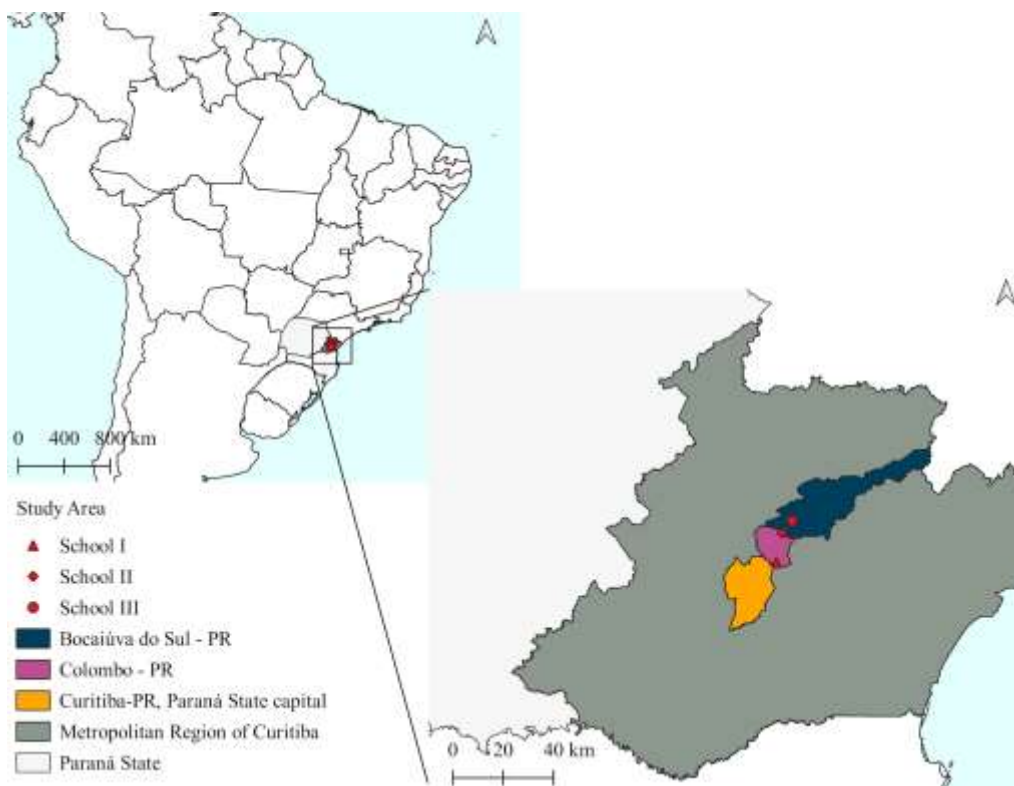 0 400 800 km
Study Area
School I
School II
School III
Bocaiúva do Sul - PR
Colombo - PR
Curitiba-PR, Paraná State capital
Metropolitan Region of Curitiba
Paraná State
0 20 40 km